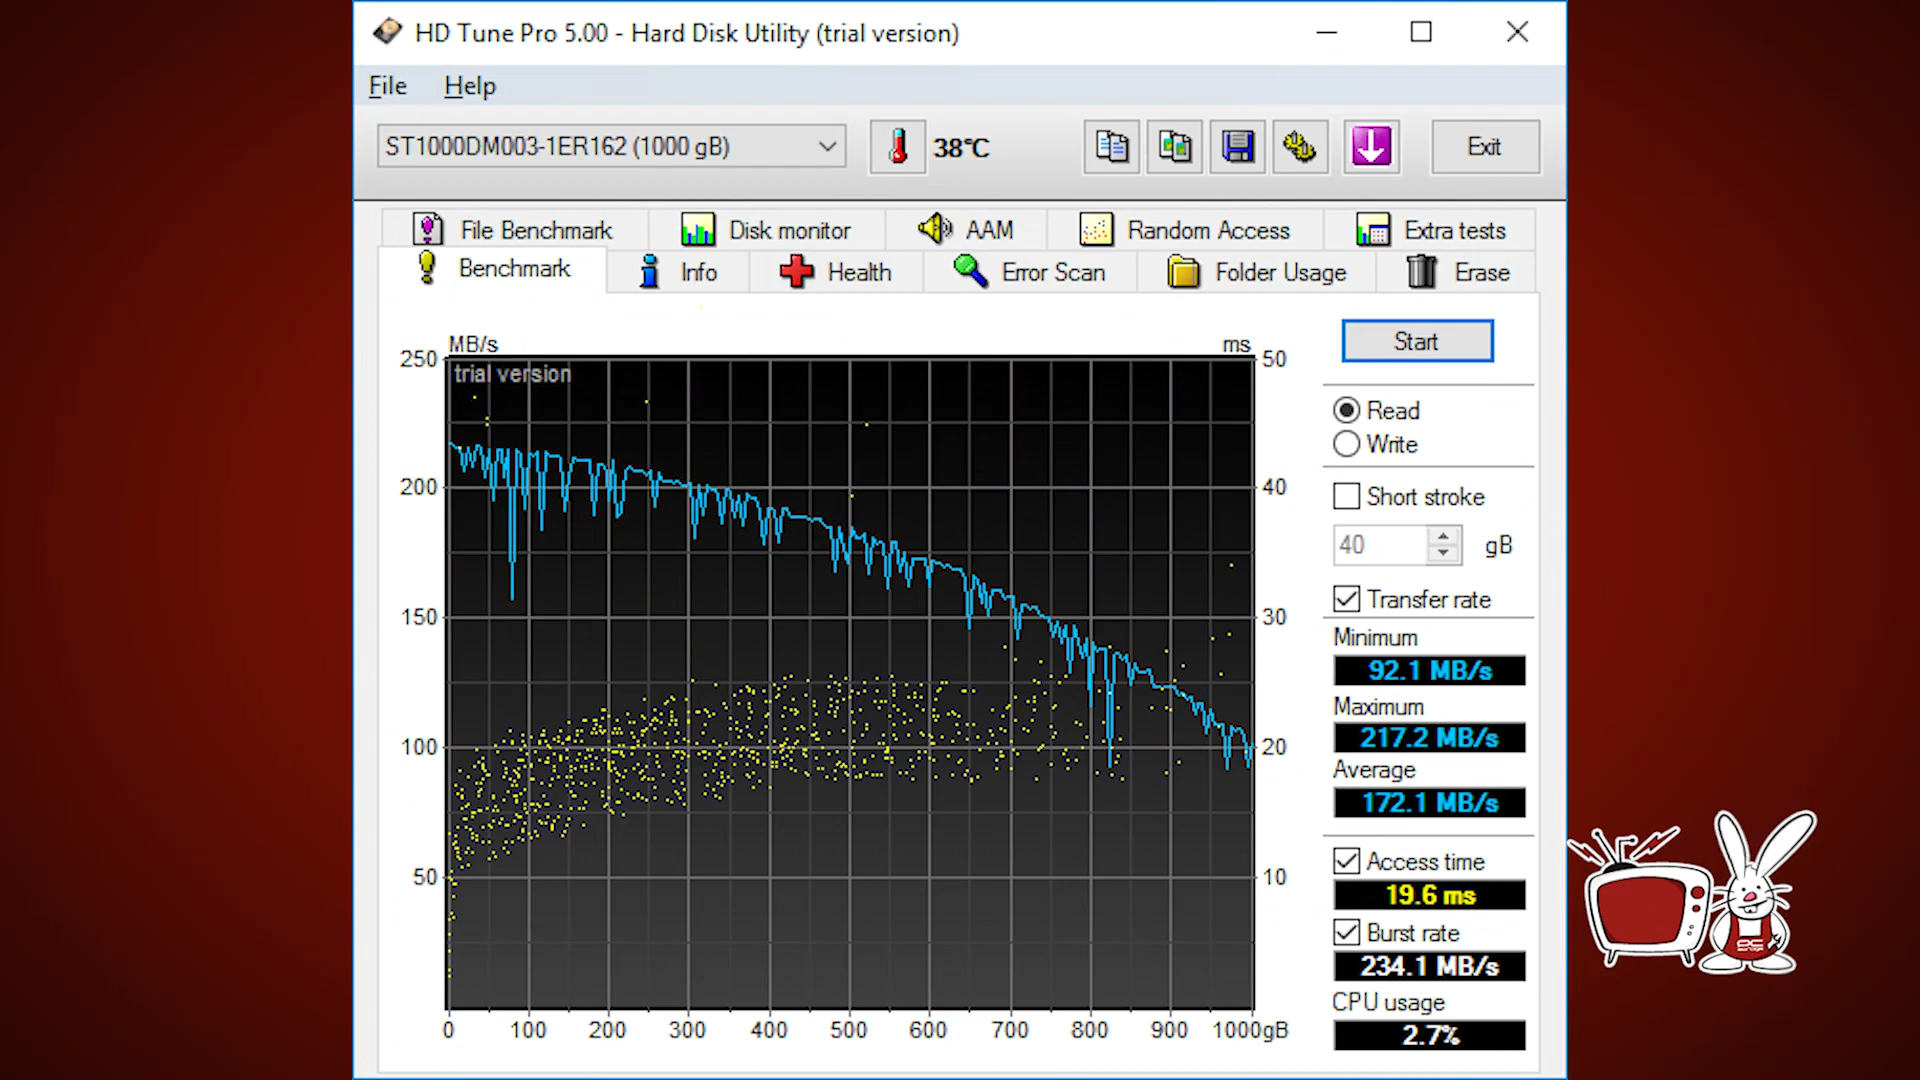 HD Tune Pro 5.00 - Hard Disk Utility (trial version)
File Help
ST1000DM003-1ER162 (1000 gB) 38°C Exit
File Benchmark Disk monitor AAM Random Access Extra tests
Benchmark Info Health Error Scan Folder Usage Erase
MB/s ms
trial version
250
200
150
100
50
50
40
30
20
10
0 100 200 300 400 500 600 700 800 900 1000gB
Start
Read
Write
Short stroke
40 gB
Transfer rate
Minimum
92.1 MB/s
Maximum
217.2 MB/s
Average
172.1 MB/s
Access time
19.6 ms
Burst rate
234.1 MB/s
CPU usage
2.7%